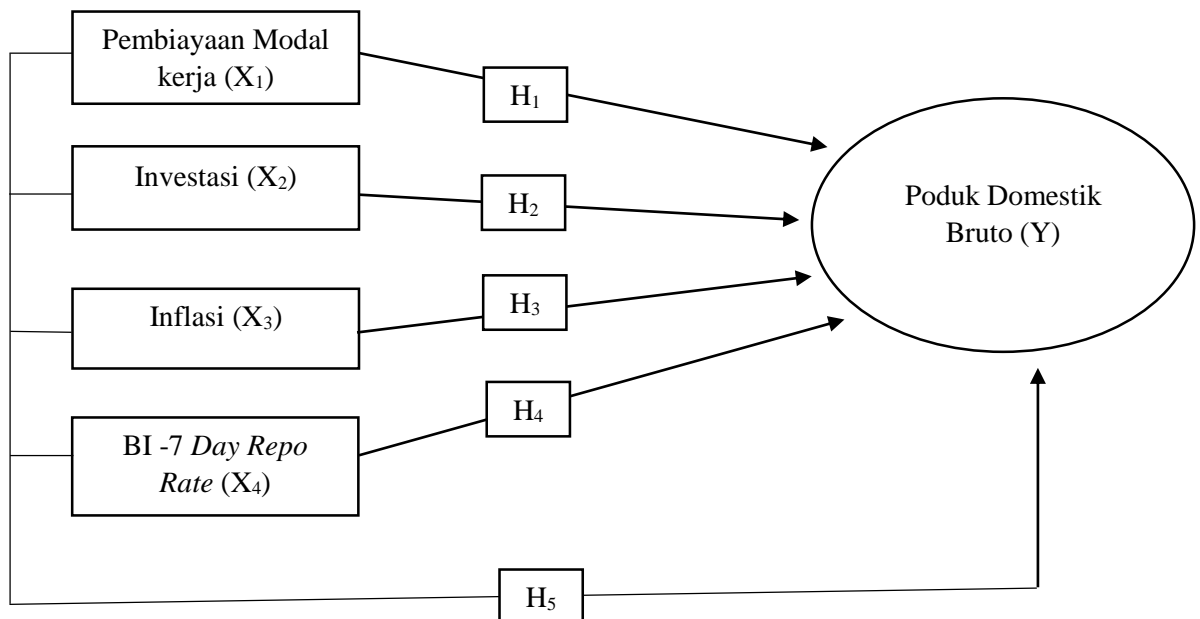 Pembiayaan Modal
kerja (X₁)
H₁
Investasi (X₂)
H₂
Poduk Domestik
Bruto (Y)
Inflasi (X₃)
H₃
BI -7 Day Repo
Rate (X₄)
H₄
H₅